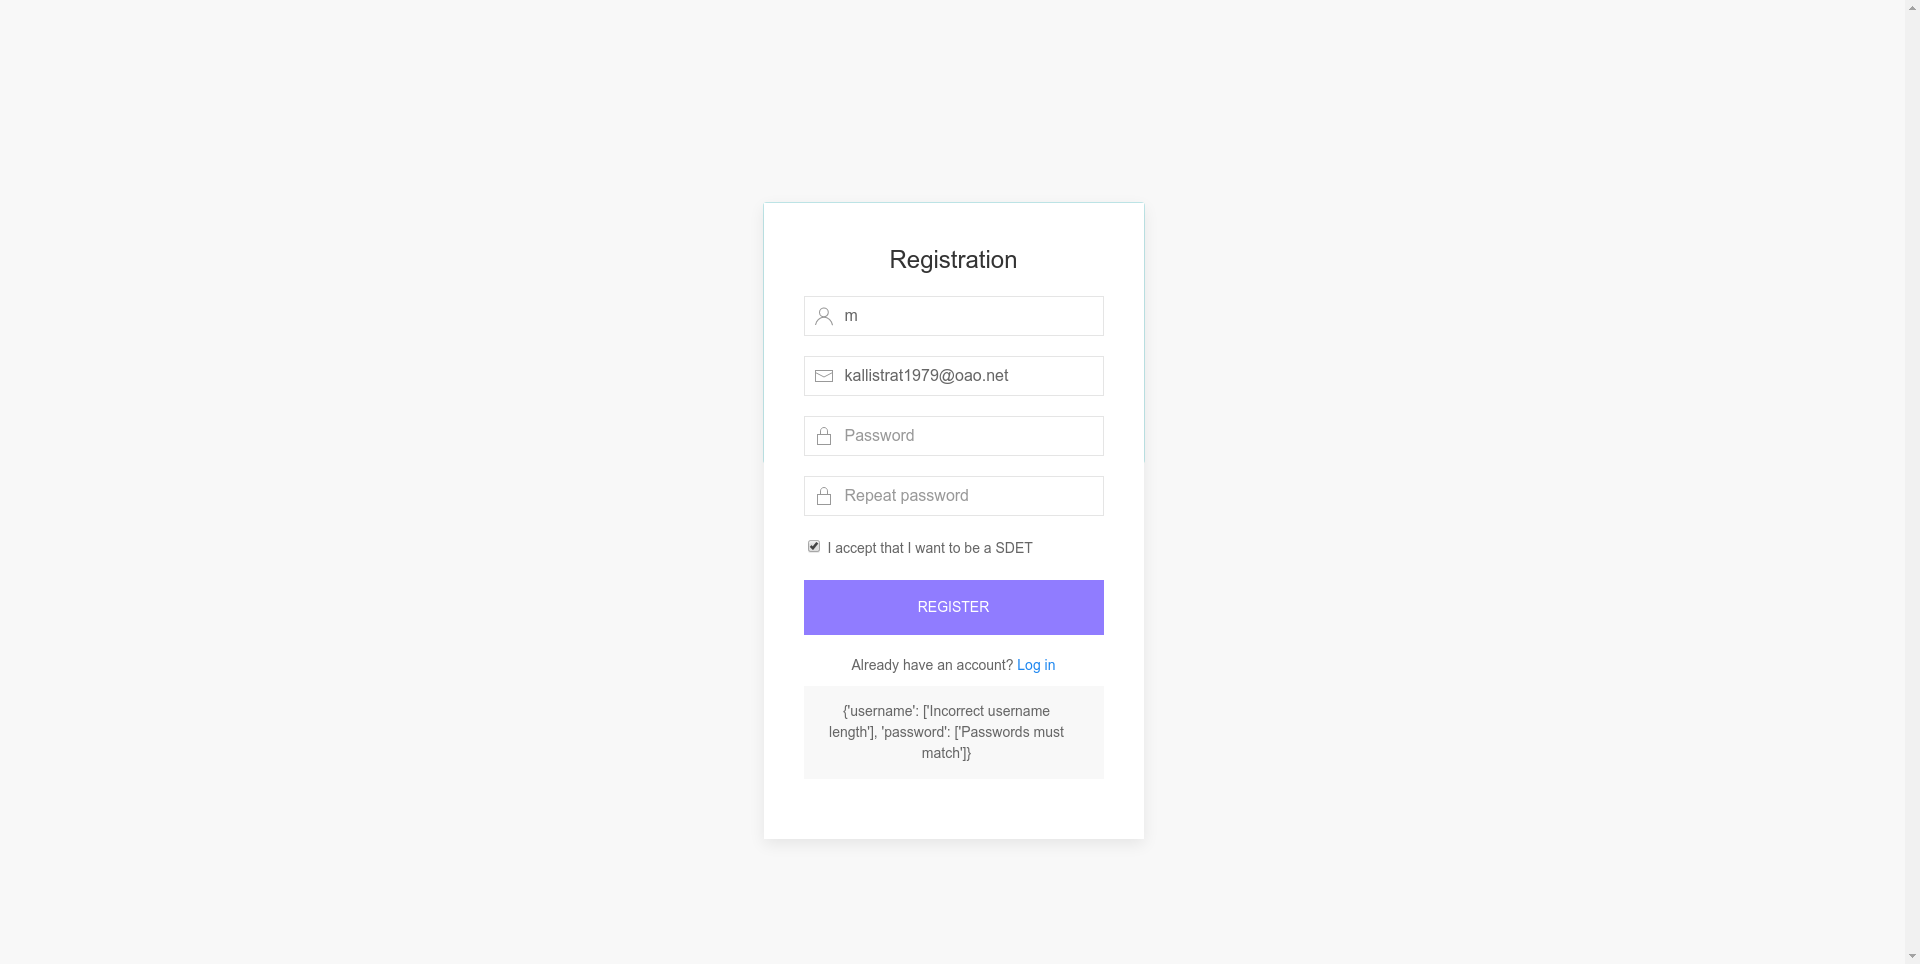 Registration
m
kallistrat1979@oao.net
Password
Repeat password
I accept that I want to be a SDET
REGISTER
Already have an account? Log in
{'username': ['Incorrect username
length'], 'password': ['Passwords must
match']}